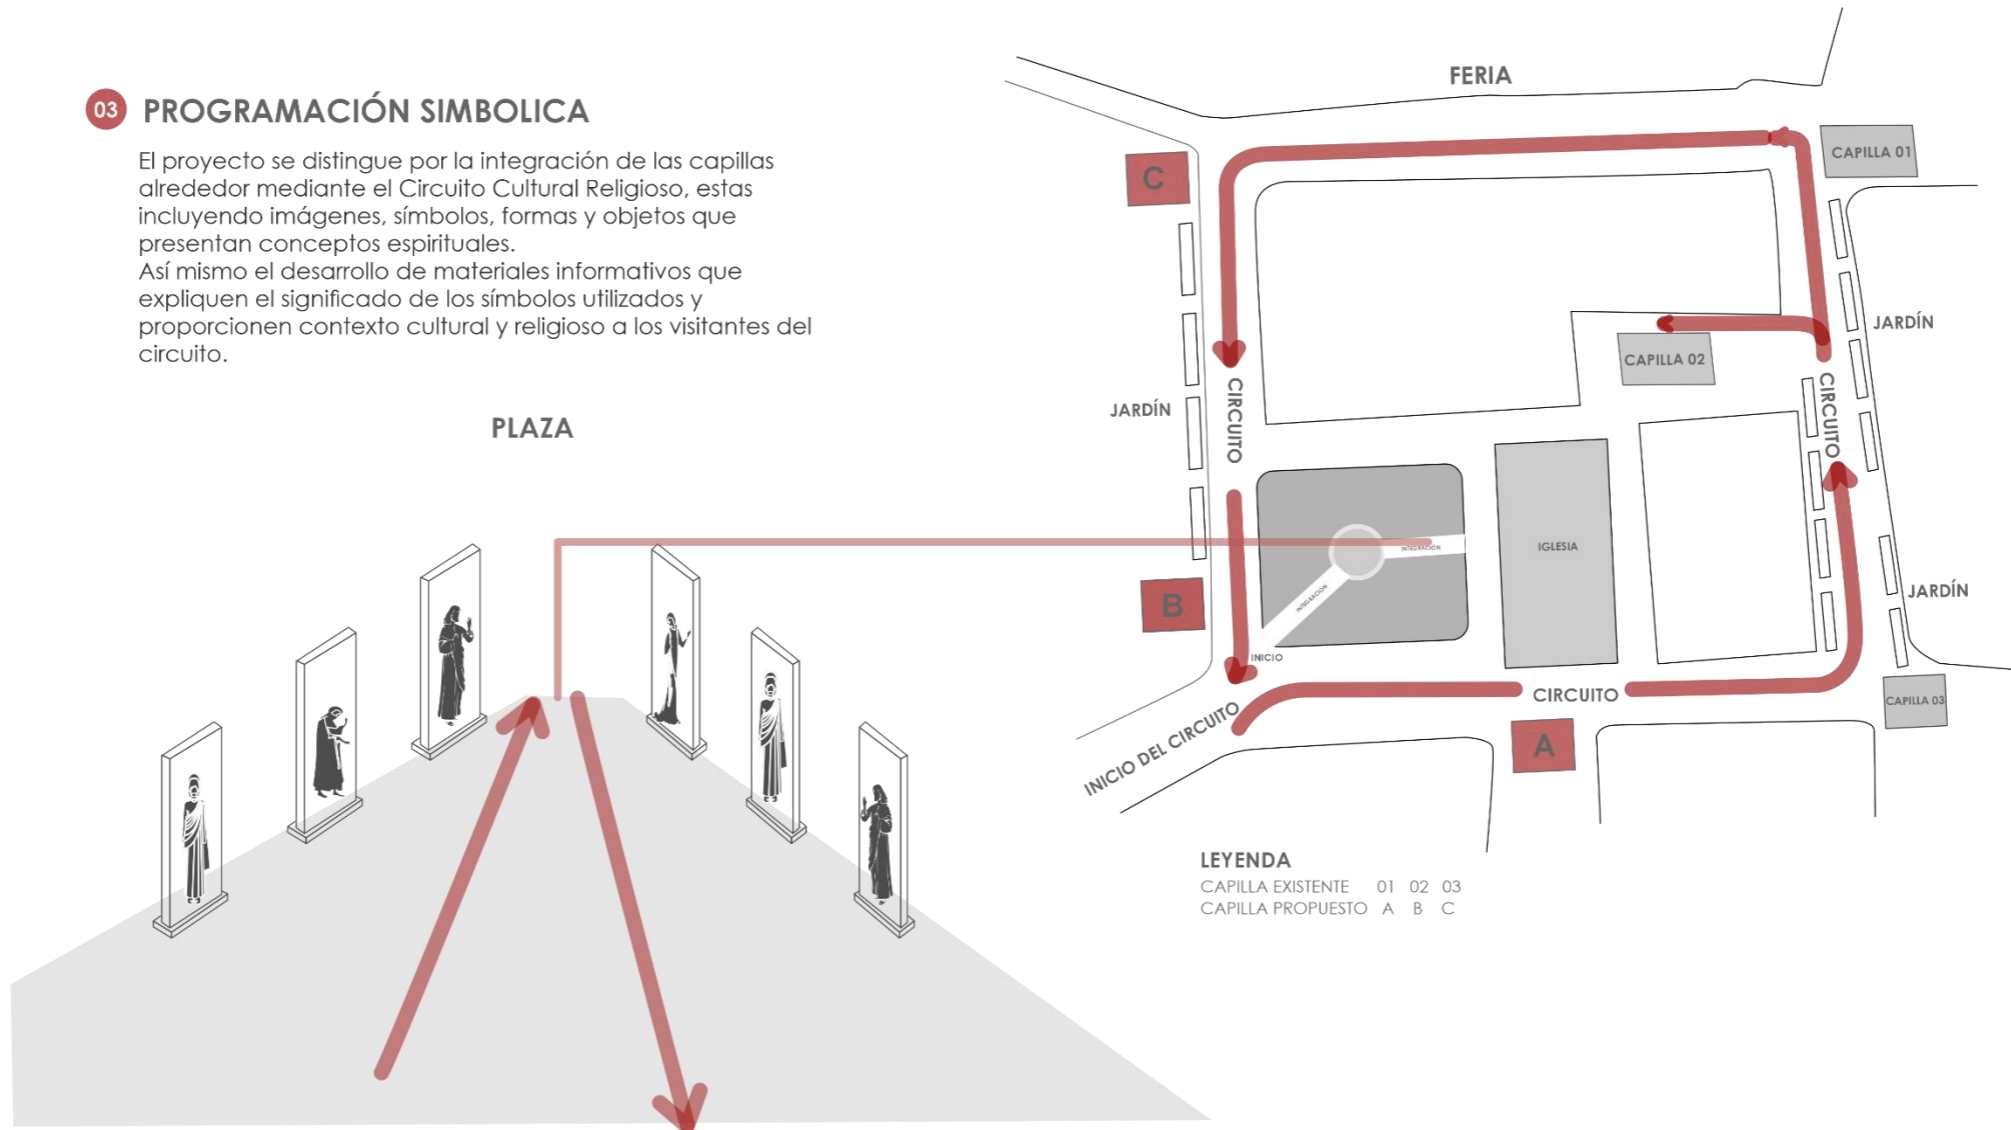 03 PROGRAMACIÓN SIMBOLICA
El proyecto se distingue por la integración de las capillas
alrededor mediante el Circuito Cultural Religioso, estas
incluyendo imágenes, símbolos, formas y objetos que
presentan conceptos espirituales.
Así mismo el desarrollo de materiales informativos que
expliquen el significado de los símbolos utilizados y
proporcionen contexto cultural y religioso a los visitantes del
circuito.
PLAZA
FERIA
CAPILLA 01
C
JARDÍN
CAPILLA 02
JARDÍN
CIRCUITO
CIRCUITO
IGLESIA
INTEGRACIÓN
INTEGRACIÓN
JARDÍN
B
INICIO
CIRCUITO
CAPILLA 03
INICIO DEL CIRCUITO
A
LEYENDA
CAPILLA EXISTENTE 01 02 03
CAPILLA PROPUESTO A B C